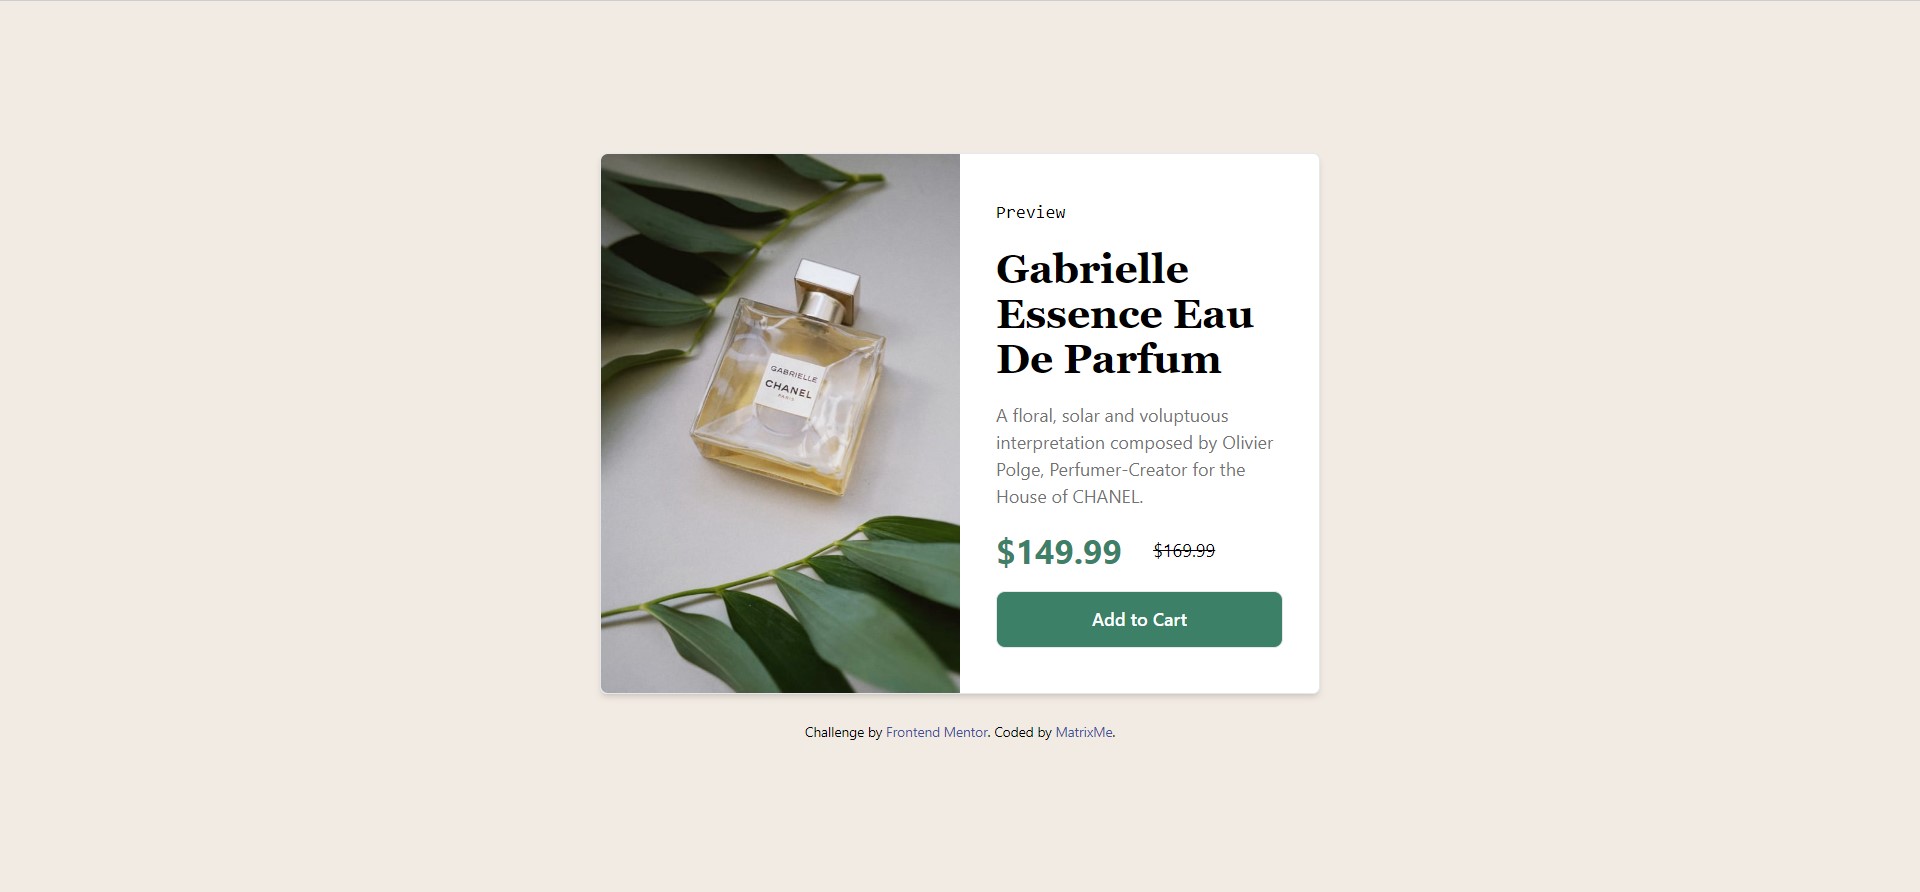 GABRIELLE
CHANEL
PARIS
Preview
Gabrielle
Essence Eau
De Parfum
A floral, solar and voluptuous
interpretation composed by Olivier
Polge, Perfumer-Creator for the
House of CHANEL.
$149.99 $169.99
Add to Cart
Challenge by Frontend Mentor. Coded by MatrixMe.